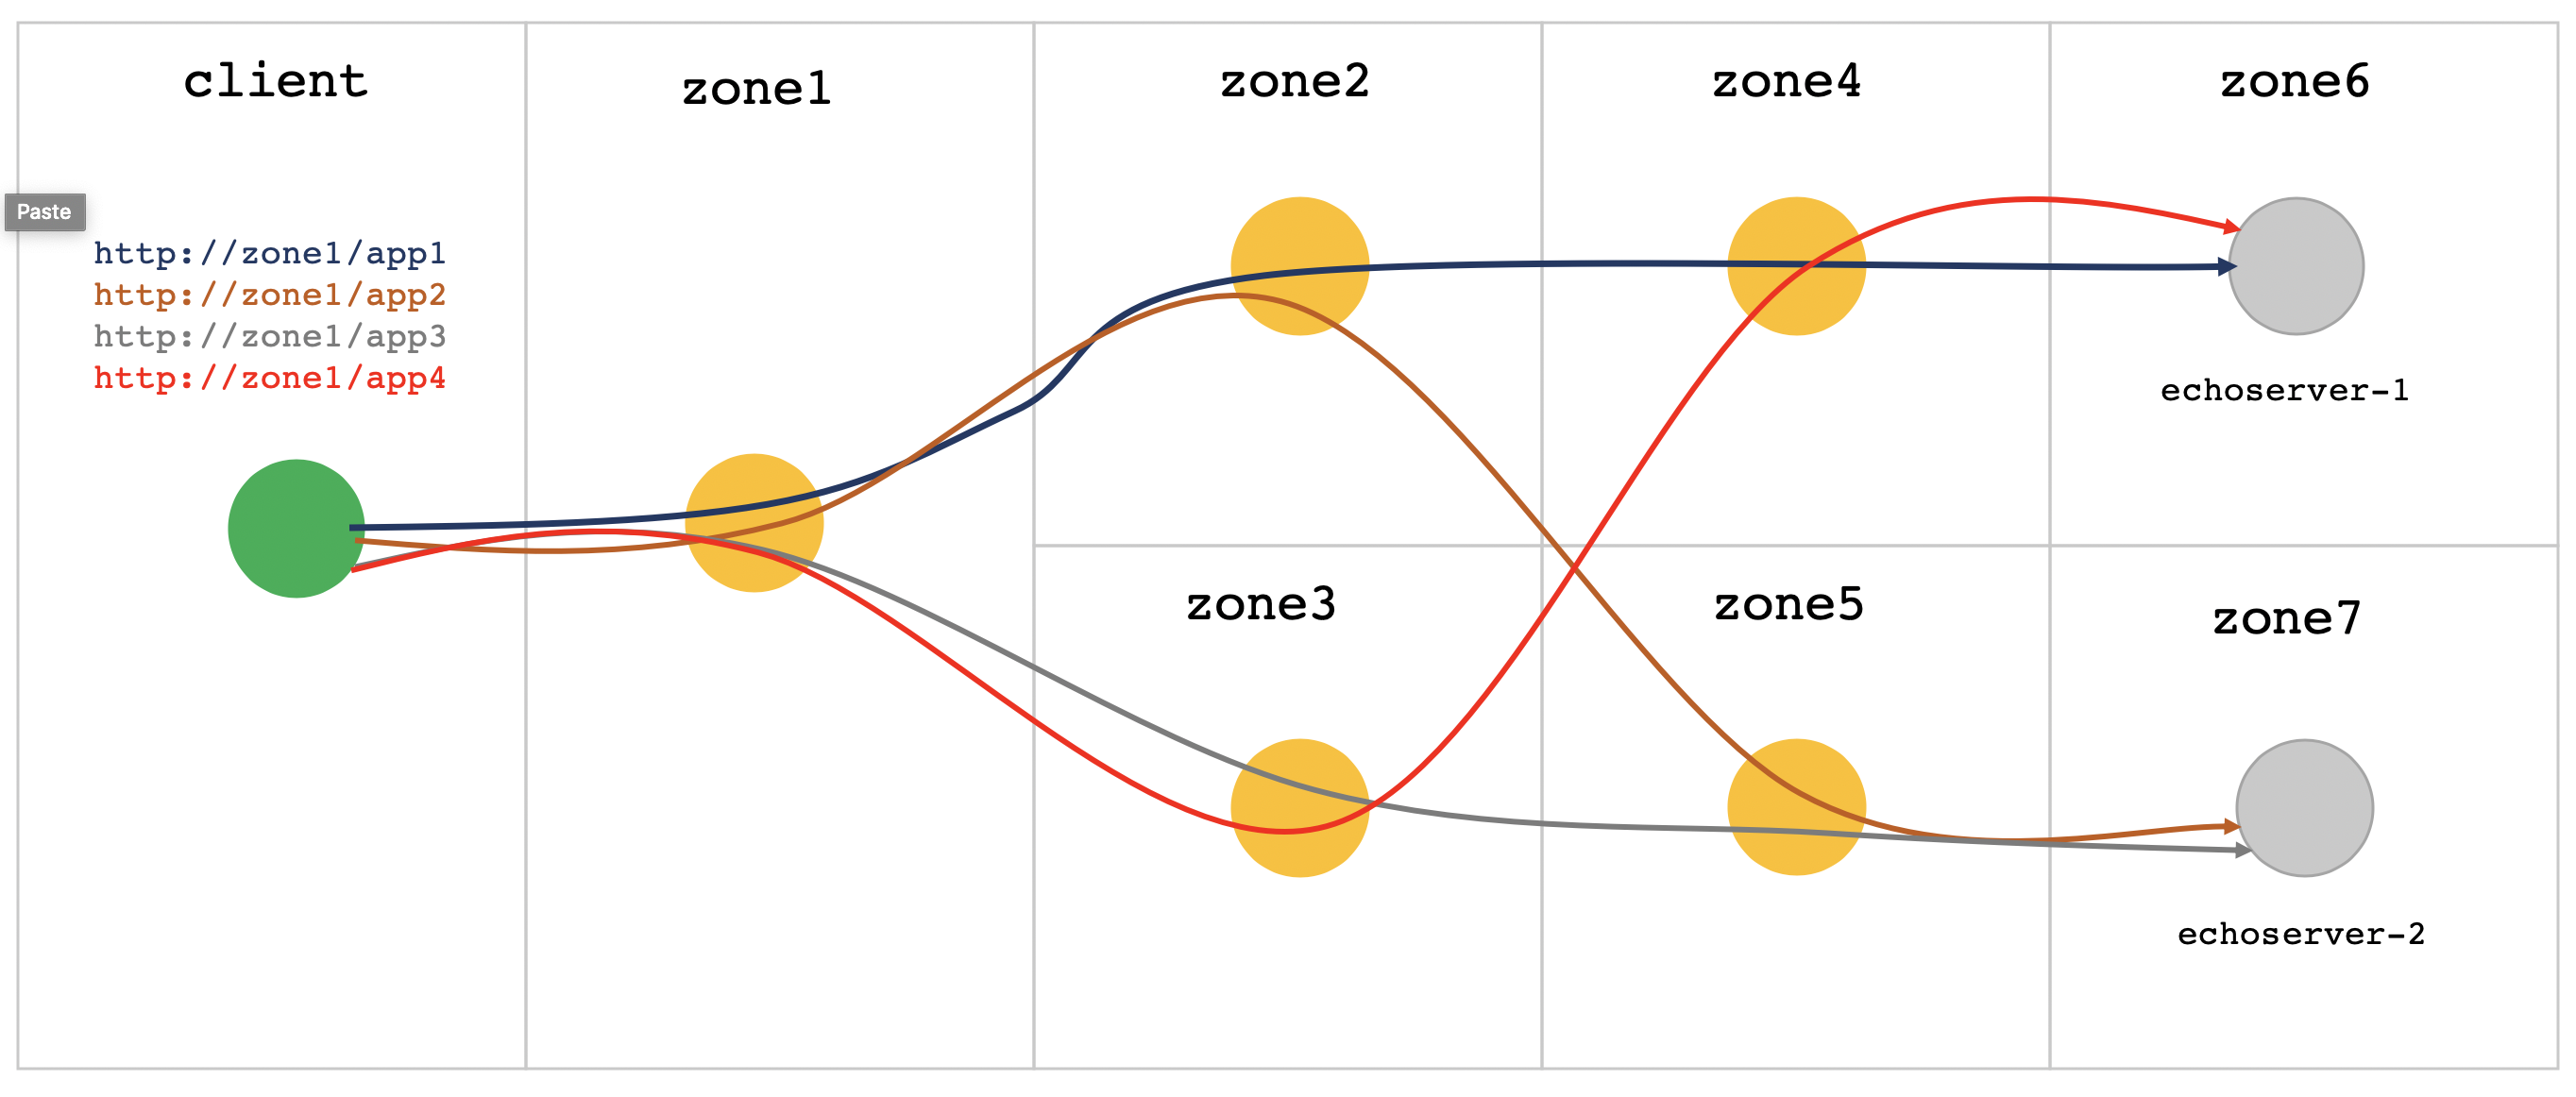 client
zone1
zone2
zone4
zone6
Paste
http://zone1/app1
http://zone1/app2
http://zone1/app3
http://zone1/app4
echoserver-1
zone3
zone5
zone7
echoserver-2